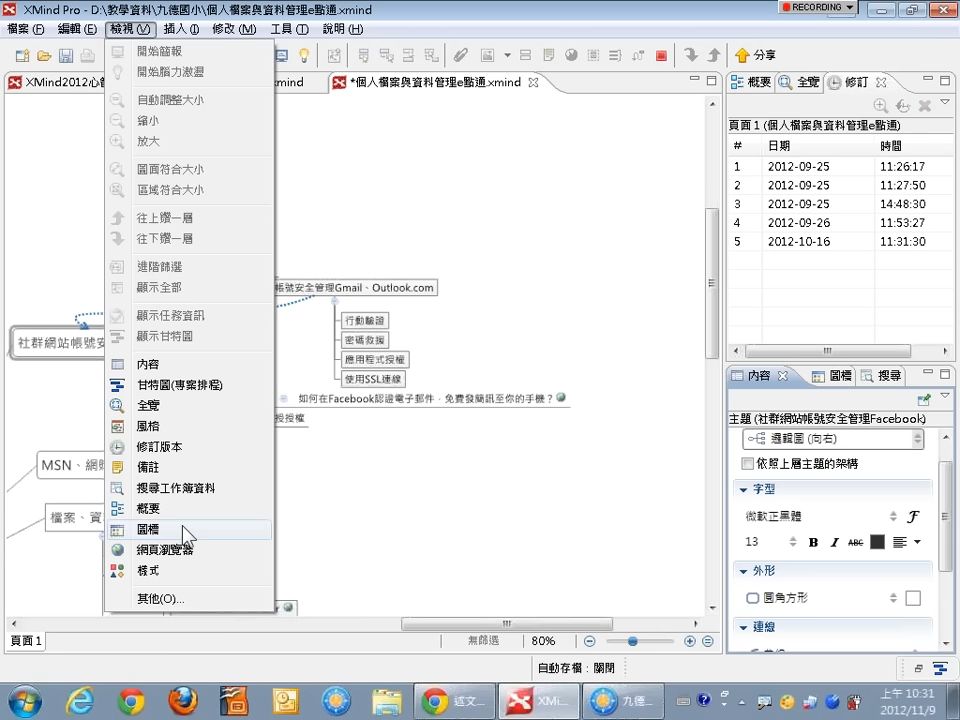 XMind Pro - D:\教學資料\九德國小\個人檔案與資料管理e點通.xmind
RECORDING
檔案(F) 編輯(E) 檢視(V) 插入(I) 修改(M) 工具(T) 說明(H)
分享
XMind2012心智
mind
*個人檔案與資料管理e點通.xmind
概要 全覽 修訂
開始簡報
開始腦力激盪
自動調整大小
縮小
放大
圖面符合大小
區域符合大小
往上鑽一層
往下鑽一層
進階篩選
顯示全部
顯示任務資訊
顯示甘特圖
內容
甘特圖(專案排程)
全覽
風格
修訂版本
備註
搜尋工作簿資料
概要
圖標
網頁瀏覽器
樣式
其他(O)...
社群網站帳號安
MSN、網際
檔案、資
帳號安全管理Gmail、Outlook.com
行動驗證
密碼救援
應用程式授權
使用SSL連線
如何在Facebook認證電子郵件，免費發簡訊至你的手機？
授授權
頁面 1 (個人檔案與資料管理e點通)
# 日期 時間
1 2012-09-25 11:26:17
2 2012-09-25 11:27:50
3 2012-09-25 14:48:30
4 2012-09-26 11:53:27
5 2012-10-16 11:31:30
內容 圖標 搜尋
主題 (社群網站帳號安全管理Facebook)
邏輯圖 (向右)
依照上層主題的架構
字型
微軟正黑體
13 B I ABC
外形
圓角方形
連線
頁面 1
無篩選 80%
自動存檔：關閉
述文...
XMi...
九德...
上午 10:31
2012/11/9